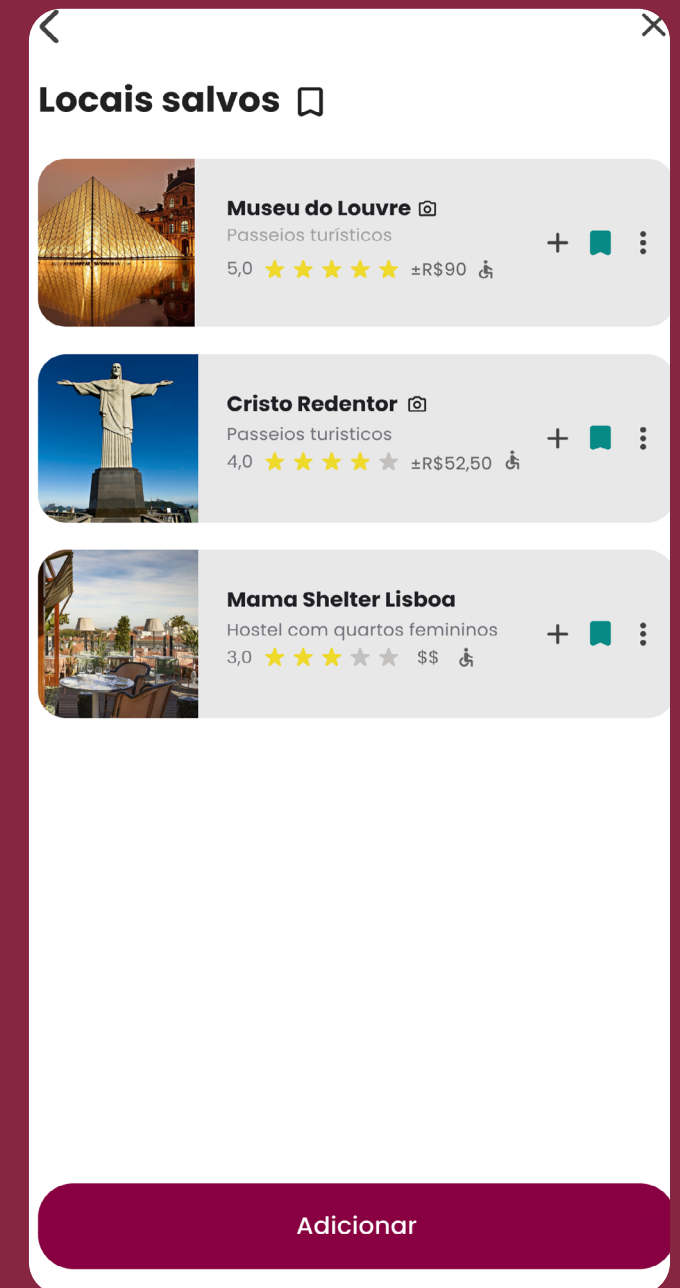 Locais salvos
Museu do Louvre
Passeios turísticos
5,0 ±R$90
Cristo Redentor
Passeios turisticos
4,0 ±R$52,50
Mama Shelter Lisboa
Hostel com quartos femininos
3,0 $$
Adicionar